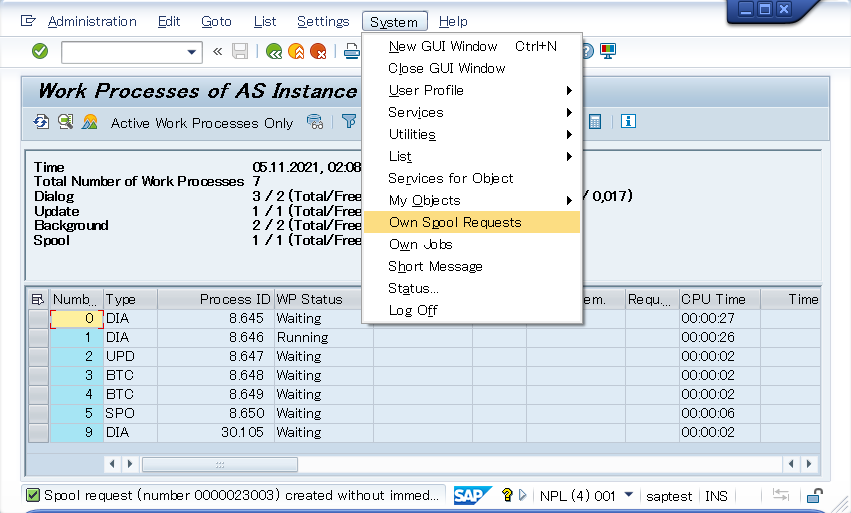 Administration Edit Goto List Settings System Help
«
Work Processes of AS Instance
Active Work Processes Only
New GUI Window Ctrl+N
Close GUI Window
User Profile
Services
Utilities
List
Services for Object
My Objects
Own Spool Requests
Own Jobs
Short Message
Status...
Log Off
Time 05.11.2021, 02:08
Total Number of Work Processes 7
Dialog 3 / 2 (Total/Free / 0,017)
Update 1 / 1 (Total/Free
Background 2 / 2 (Total/Free
Spool 1 / 1 (Total/Free
Numb... Type Process ID WP Status em. Requ... CPU Time Time
0 DIA 8.645 Waiting 00:00:27
1 DIA 8.646 Running 00:00:26
2 UPD 8.647 Waiting 00:00:02
3 BTC 8.648 Waiting 00:00:02
4 BTC 8.649 Waiting 00:00:02
5 SPO 8.650 Waiting 00:00:06
9 DIA 30.105 Waiting 00:00:02
Spool request (number 0000023003) created without immed... SAP NPL (4) 001 saptest INS